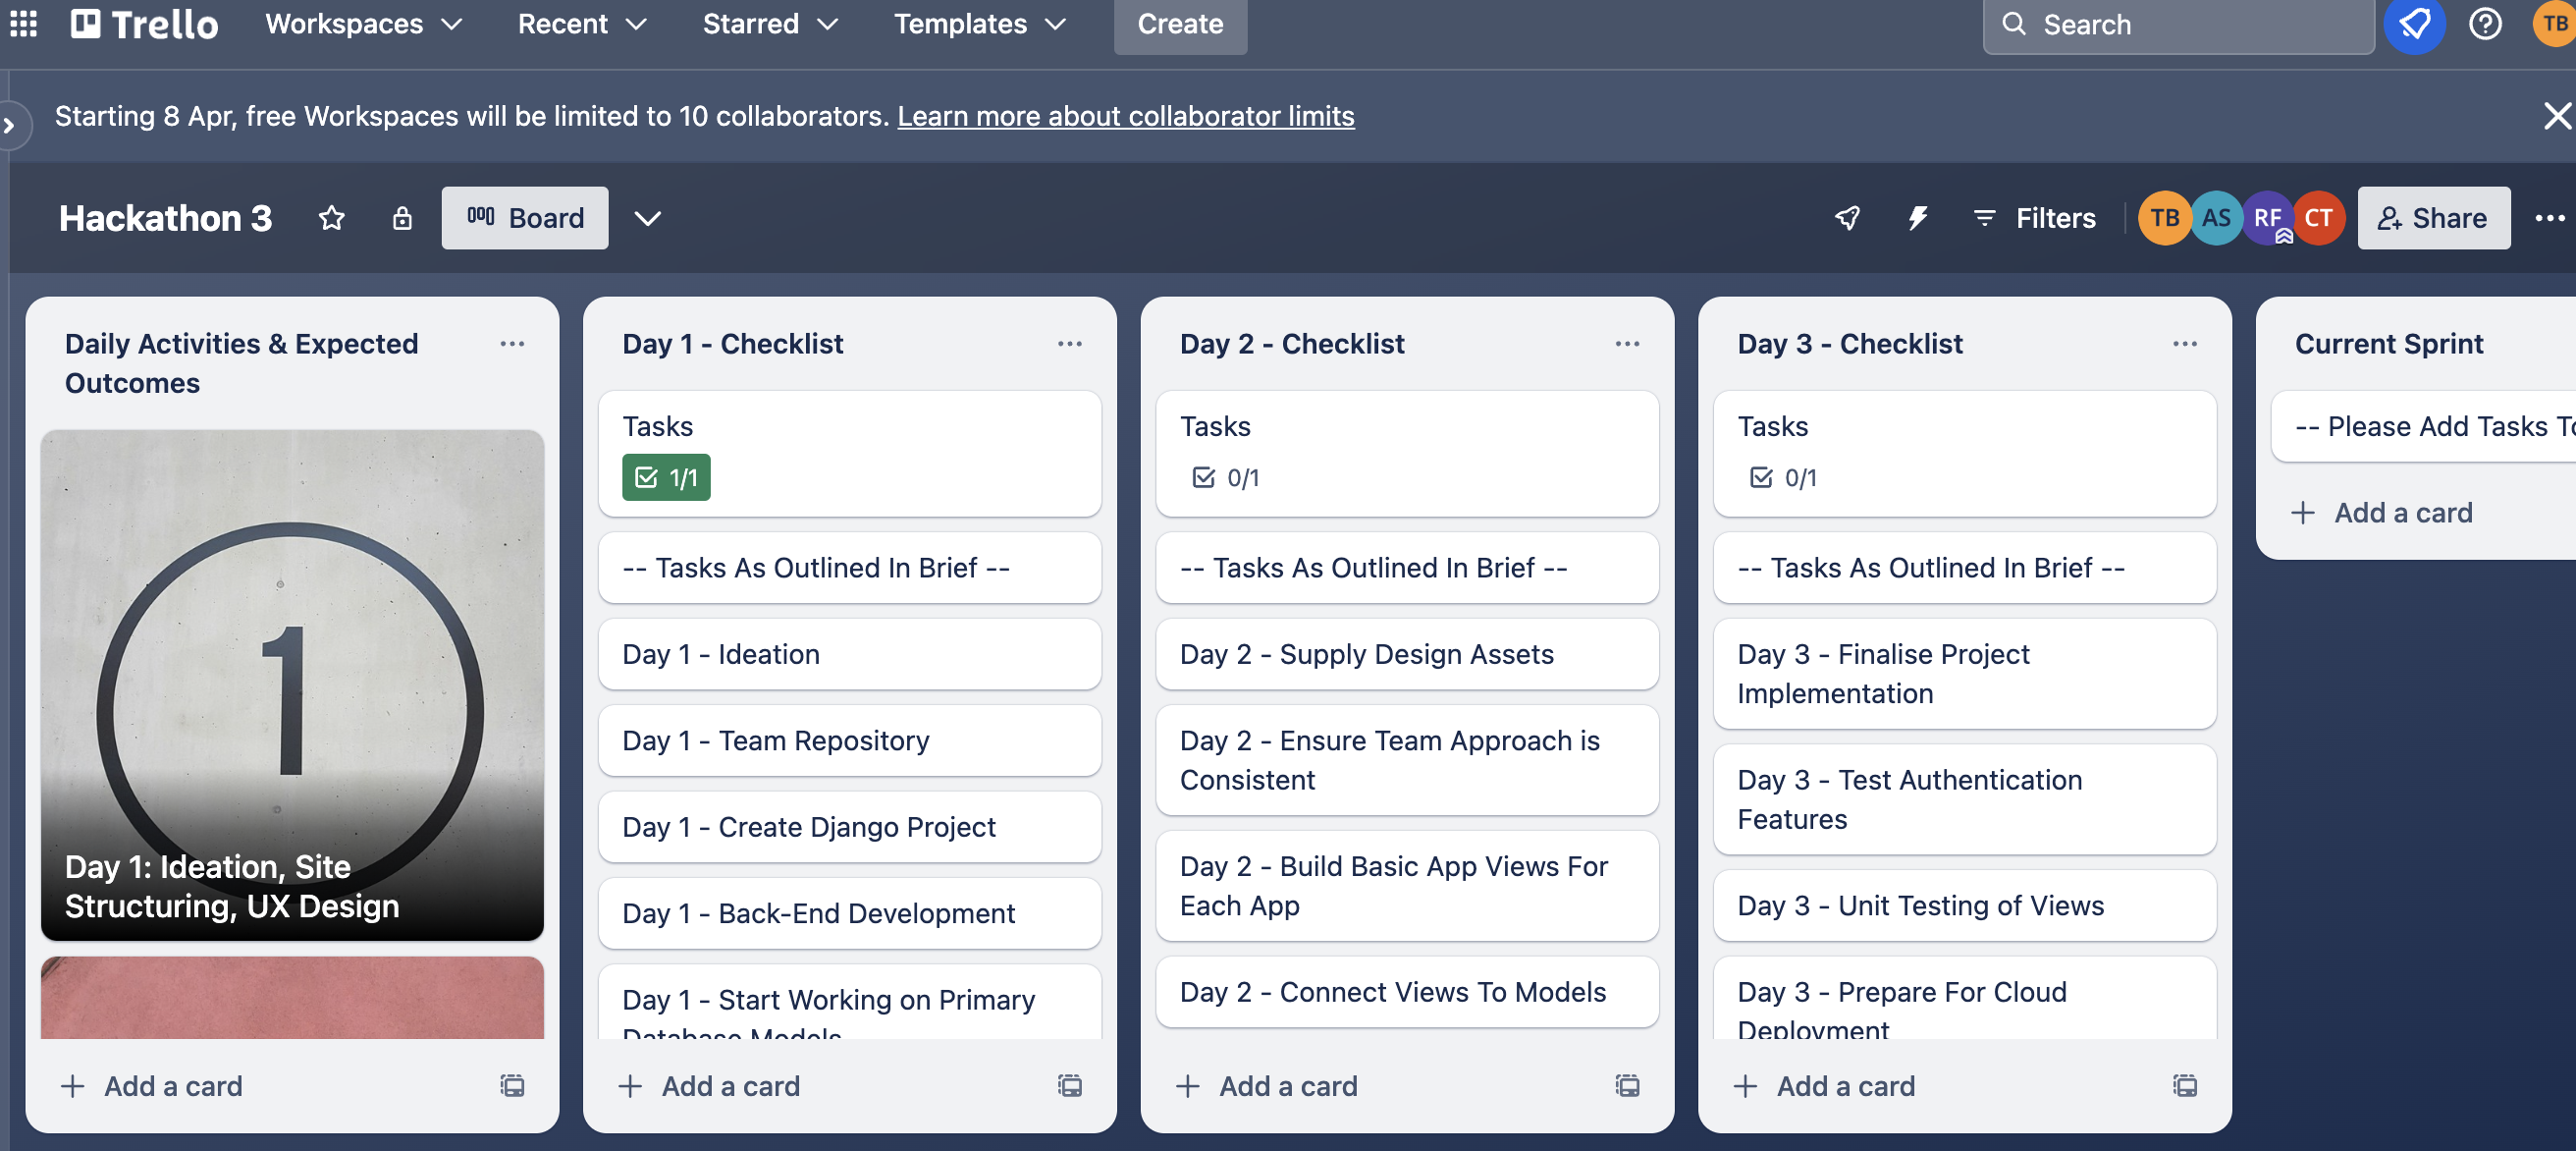 Trello
Workspaces
Recent
Starred
Templates
Create
Search
TB
Starting 8 Apr, free Workspaces will be limited to 10 collaborators. Learn more about collaborator limits
Hackathon 3
Board
Filters
TB
AS
RF
CT
Share
Daily Activities & Expected
Outcomes
1
Day 1: Ideation, Site
Structuring, UX Design
Add a card
Day 1 - Checklist
Tasks
1/1
-- Tasks As Outlined In Brief --
Day 1 - Ideation
Day 1 - Team Repository
Day 1 - Create Django Project
Day 1 - Back-End Development
Day 1 - Start Working on Primary
Database Models
Add a card
Day 2 - Checklist
Tasks
0/1
-- Tasks As Outlined In Brief --
Day 2 - Supply Design Assets
Day 2 - Ensure Team Approach is
Consistent
Day 2 - Build Basic App Views For
Each App
Day 2 - Connect Views To Models
Add a card
Day 3 - Checklist
Tasks
0/1
-- Tasks As Outlined In Brief --
Day 3 - Finalise Project
Implementation
Day 3 - Test Authentication
Features
Day 3 - Unit Testing of Views
Day 3 - Prepare For Cloud
Deployment
Add a card
Current Sprint
-- Please Add Tasks To
Add a card